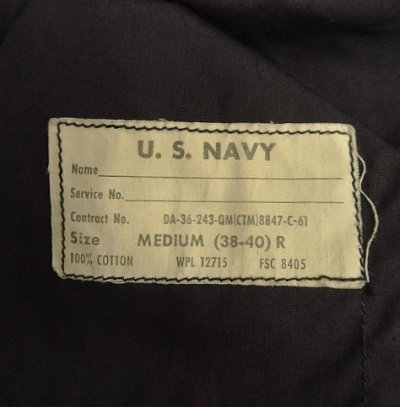 U. S. NAVY
Name
Service No.
Contract No. DA-36-243-QM(CTM)8847-C-61
Size MEDIUM (38-40) R
100% COTTON WPL 12715 FSC 8405